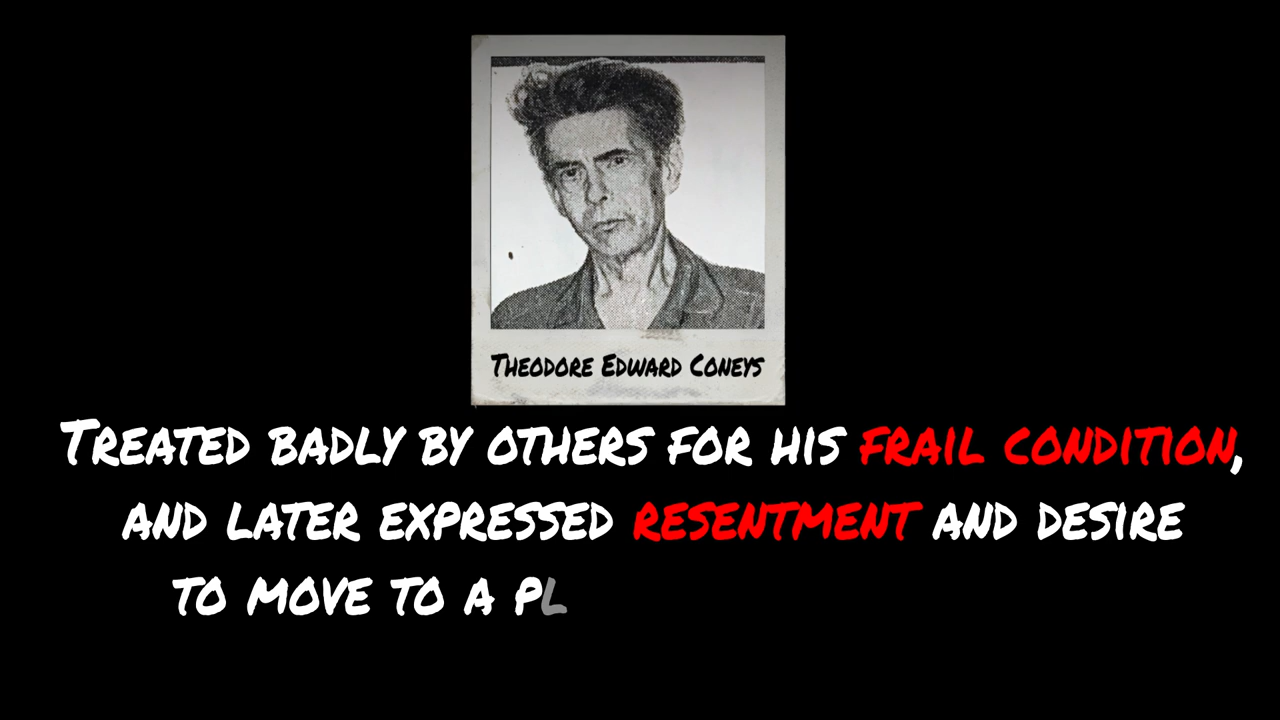 Theodore Edward Coneys
Treated badly by others for his frail condition,
and later expressed resentment and desire
to move to a pl